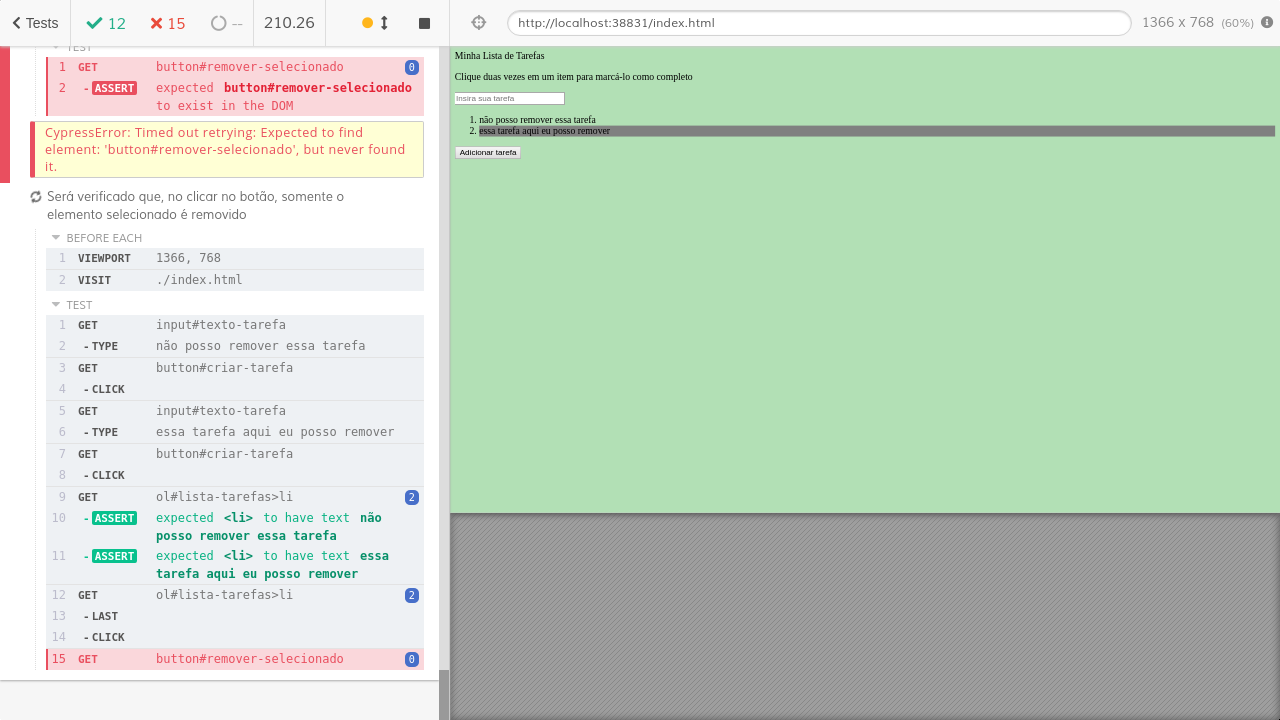 Tests
12
15
--
210.26
http://localhost:38831/index.html
1366 x 768 (60%)
TEST
1 GET button#remover-selecionado 0
2 -ASSERT expected button#remover-selecionado
to exist in the DOM
CypressError: Timed out retrying: Expected to find
element: 'button#remover-selecionado', but never found
it.
Será verificado que, no clicar no botão, somente o
elemento selecionado é removido
BEFORE EACH
1 VIEWPORT 1366, 768
2 VISIT ./index.html
TEST
1 GET input#texto-tarefa
2 -TYPE não posso remover essa tarefa
3 GET button#criar-tarefa
4 -CLICK
5 GET input#texto-tarefa
6 -TYPE essa tarefa aqui eu posso remover
7 GET button#criar-tarefa
8 -CLICK
9 GET ol#lista-tarefas>li 2
10 -ASSERT expected <li> to have text não
posso remover essa tarefa
11 -ASSERT expected <li> to have text essa
tarefa aqui eu posso remover
12 GET ol#lista-tarefas>li 2
13 -LAST
14 -CLICK
15 GET button#remover-selecionado 0
Minha Lista de Tarefas
Clique duas vezes em um item para marcá-lo como completo
Insira sua tarefa
1. não posso remover essa tarefa
2. essa tarefa aqui eu posso remover
Adicionar tarefa